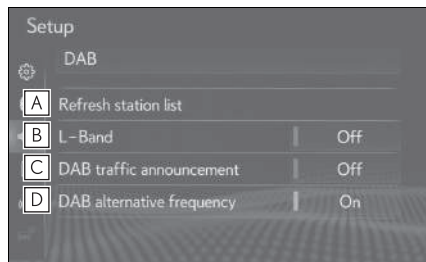 Setup
DAB
A Refresh station list
B L-Band Off
C DAB traffic announcement Off
D DAB alternative frequency On